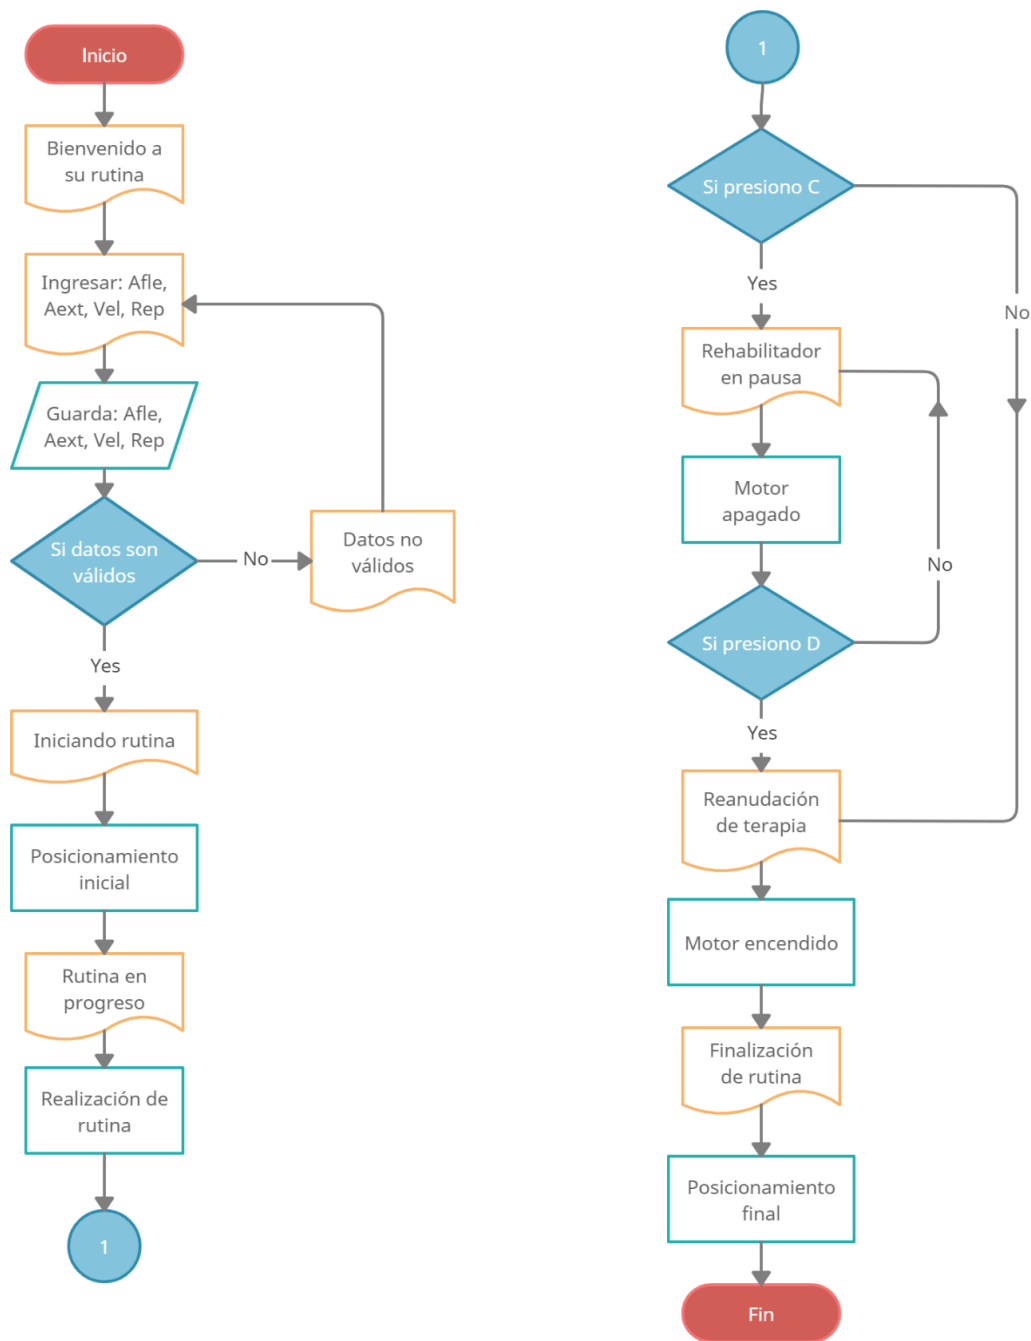 Inicio
Bienvenido a
su rutina
Ingresar: Afle,
Aext, Vel, Rep
Guarda: Afle,
Aext, Vel, Rep
Si datos son
válidos
No
Datos no
válidos
Yes
Iniciando rutina
Posicionamiento
inicial
Rutina en
progreso
Realización de
rutina
1
1
Si presiono C
No
Yes
Rehabilitador
en pausa
Motor
apagado
Si presiono D
No
Yes
Reanudación
de terapia
Motor encendido
Finalización
de rutina
Posicionamiento
final
Fin